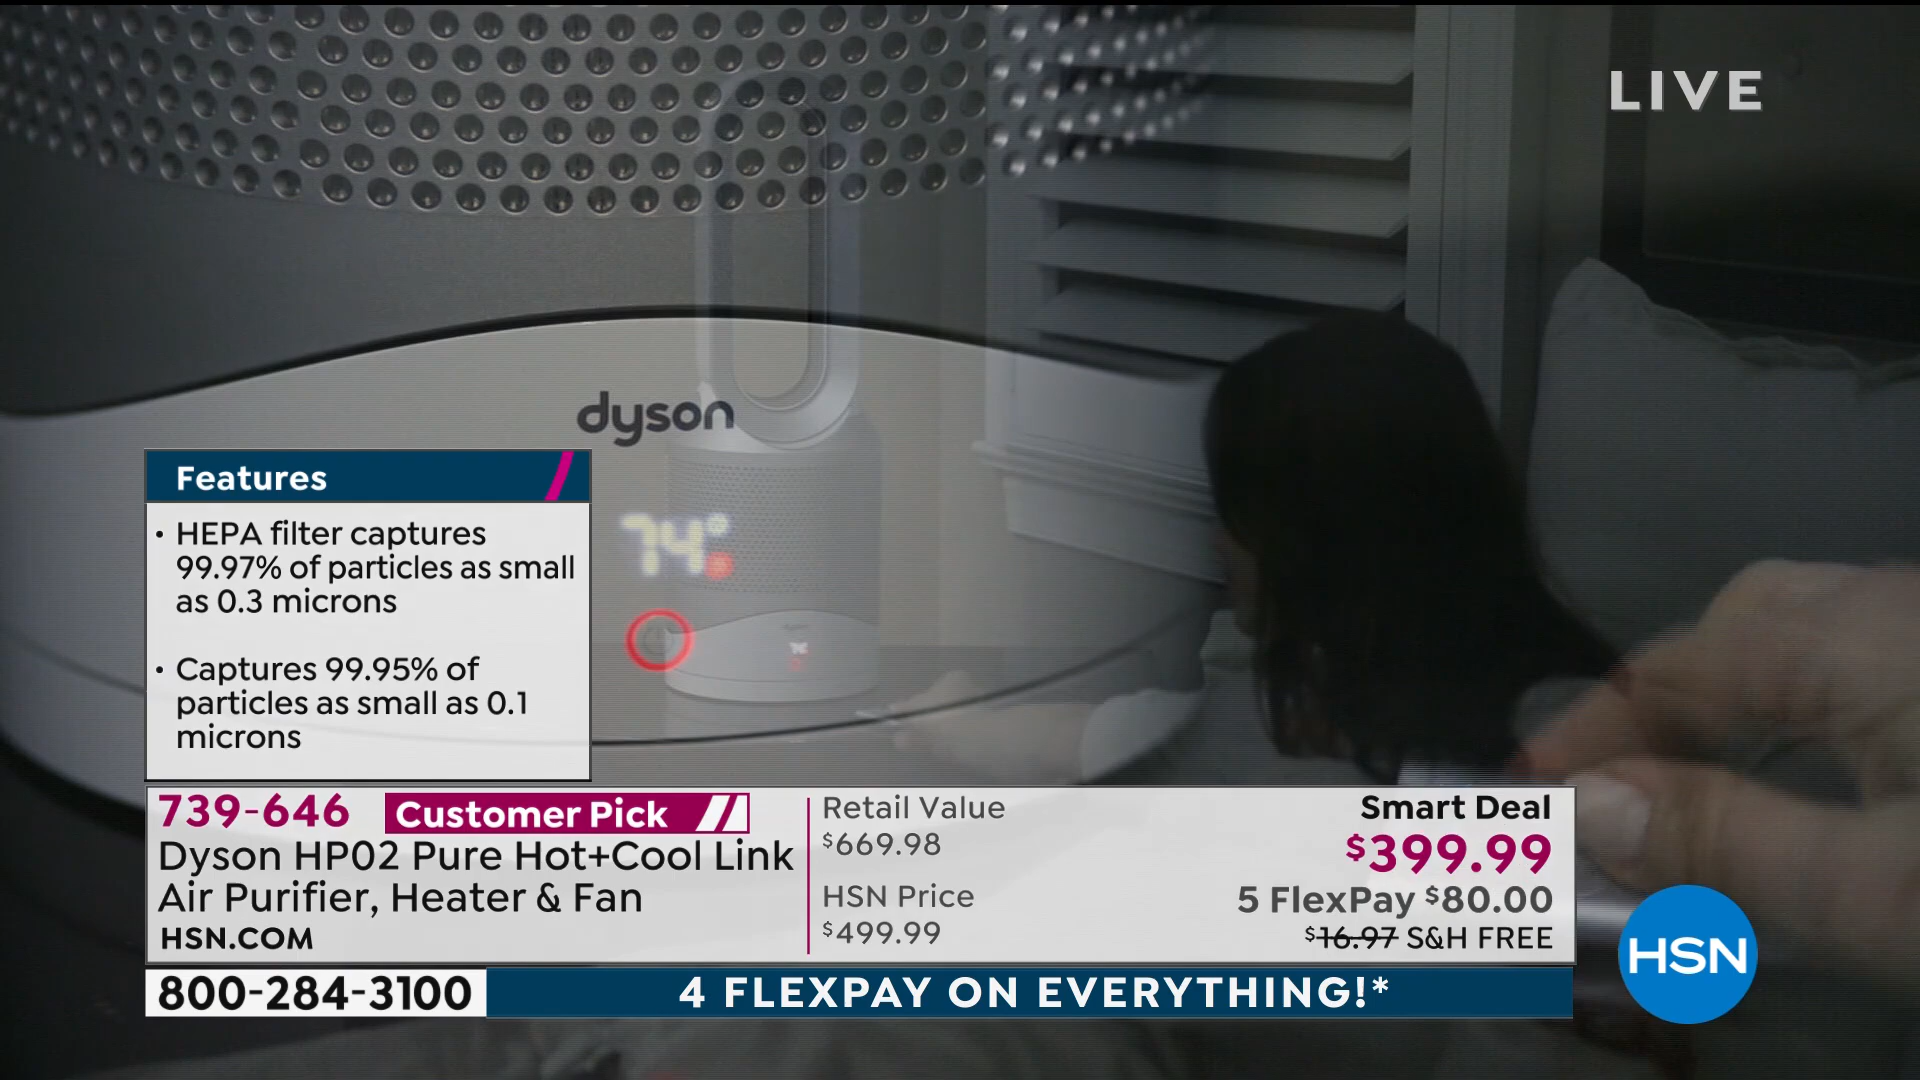 LIVE
dyson
74°
Features
• HEPA filter captures
99.97% of particles as small
as 0.3 microns
• Captures 99.95% of
particles as small as 0.1
microns
739-646 Customer Pick
Dyson HP02 Pure Hot+Cool Link
Air Purifier, Heater & Fan
HSN.COM
Retail Value
$669.98
HSN Price
$499.99
Smart Deal
$399.99
5 FlexPay $80.00
$16.97 S&H FREE
HSN
800-284-3100
4 FLEXPAY ON EVERYTHING!*